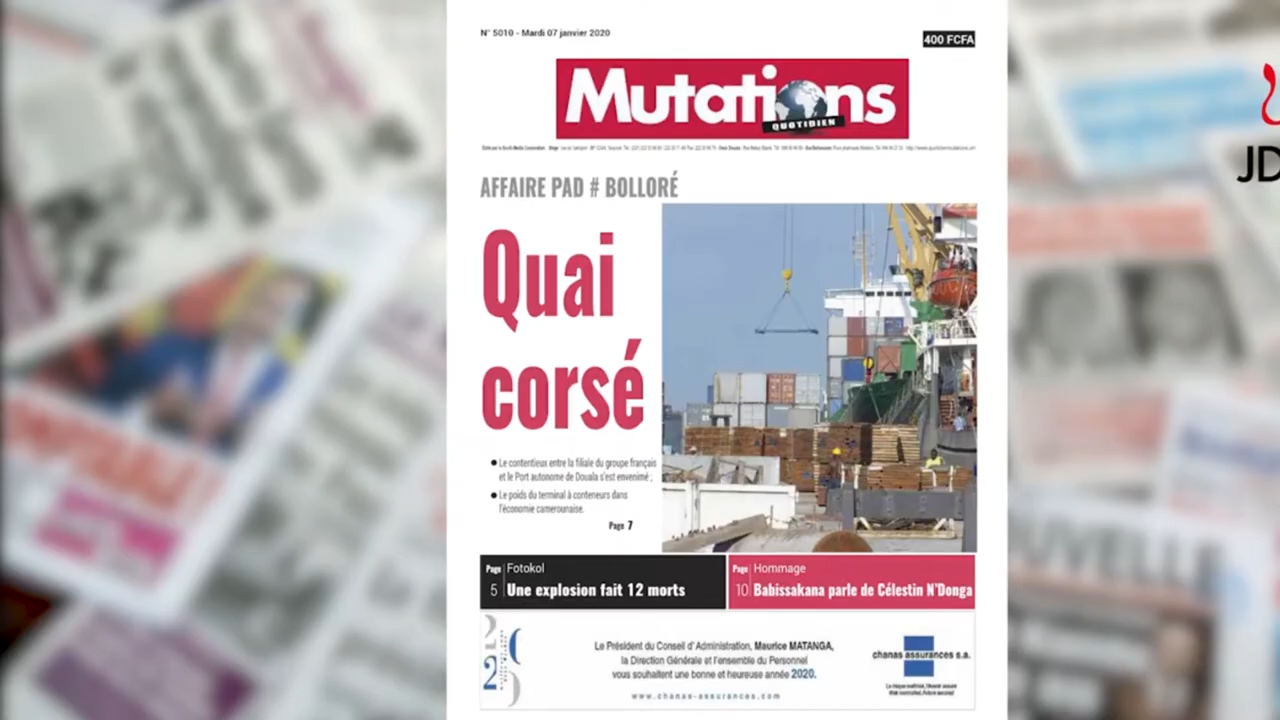 N° 5010 - Mardi 07 janvier 2020
400 FCFA
Mutations
QUOTIDIEN
AFFAIRE PAD # BOLLORÉ
Quai
corsé
● Le contentieux entre la filiale du groupe français
et le Port autonome de Douala s'est envenimé ;
● Le poids du terminal à conteneurs dans
l'économie camerounaise.
Page 7
Page 5
Fotokol
Une explosion fait 12 morts
Page 10
Hommage
Babissakana parle de Célestin N'Donga
Le Président du Conseil d'Administration, Maurice MATANGA,
la Direction Générale et l'ensemble du Personnel
vous souhaitent une bonne et heureuse année 2020.
www.chanas-assurances.com
chanas assurances s.a.
JD